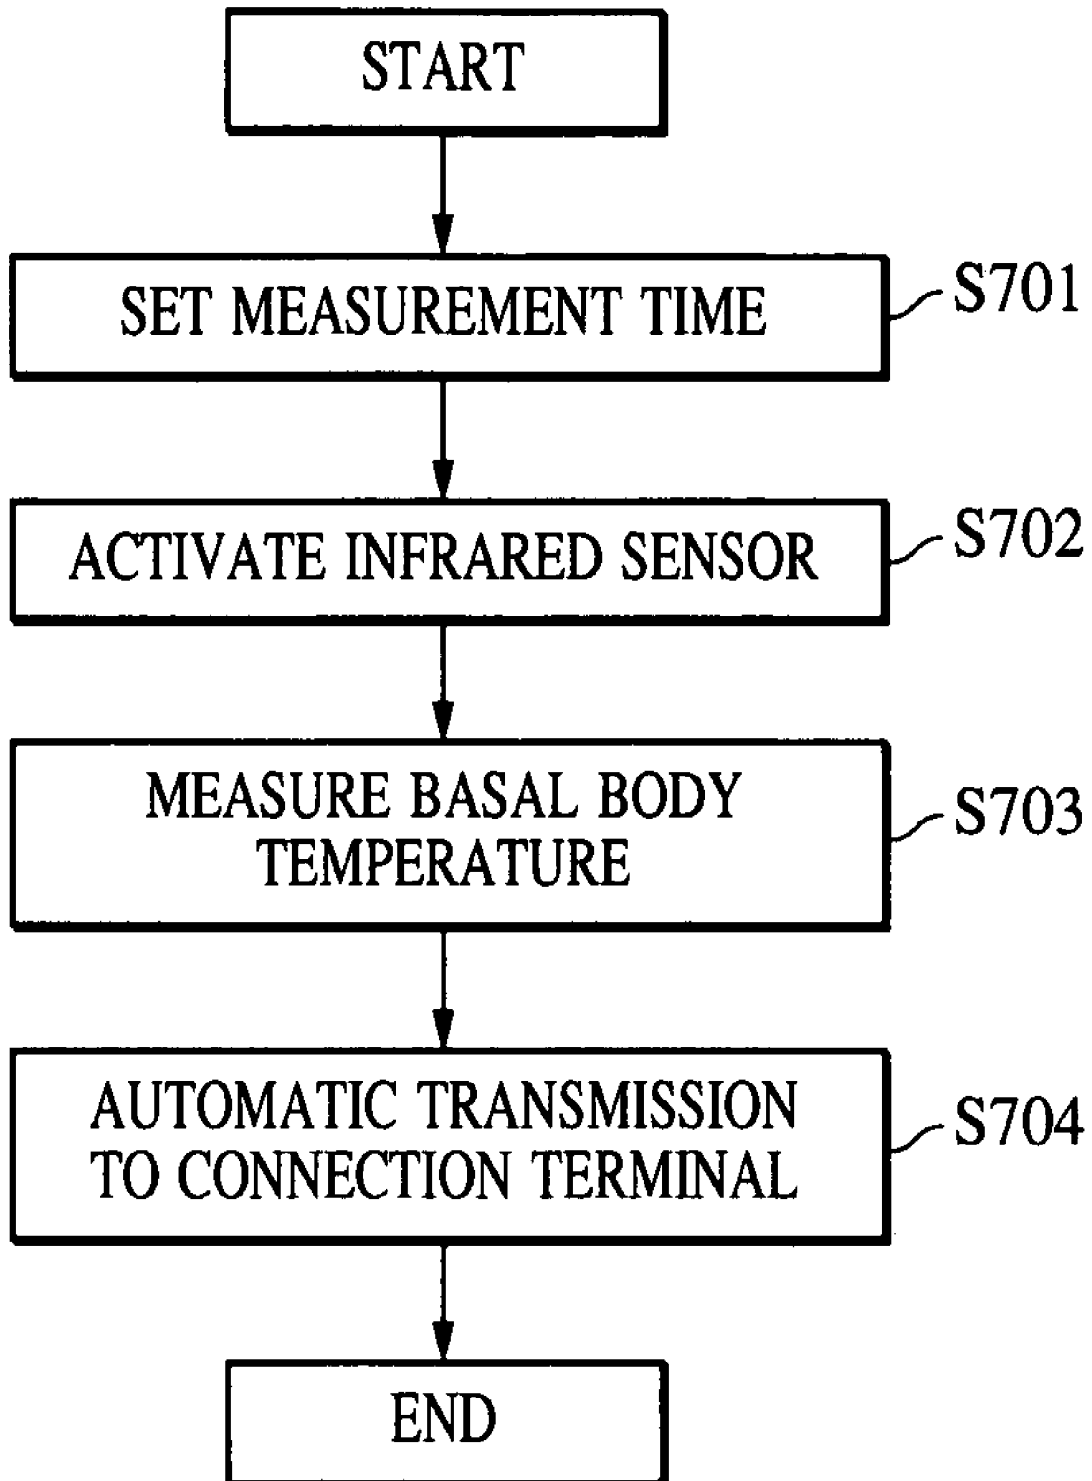 START
SET MEASUREMENT TIME
S701
ACTIVATE INFRARED SENSOR
S702
MEASURE BASAL BODY
TEMPERATURE
S703
AUTOMATIC TRANSMISSION
TO CONNECTION TERMINAL
S704
END